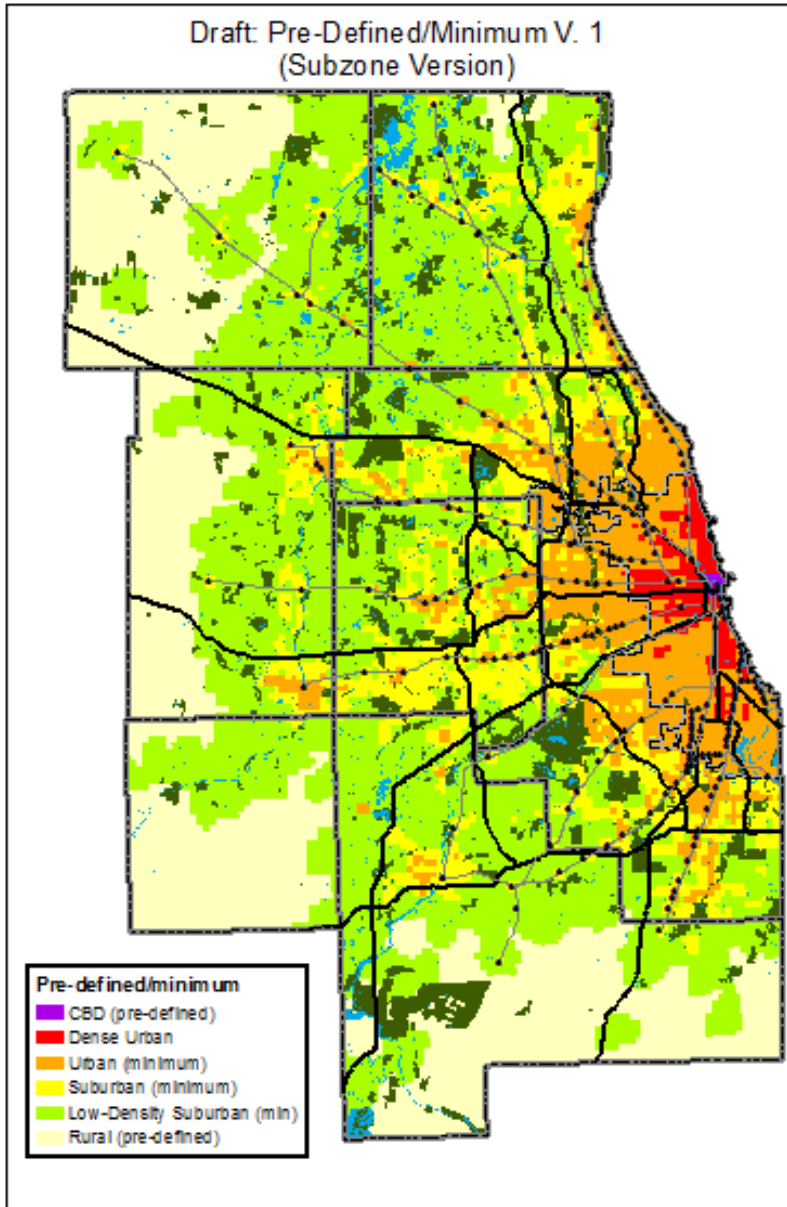 Draft: Pre-Defined/Minimum V. 1
(Subzone Version)
Pre-defined/minimum
CBD (pre-defined)
Dense Urban
Urban (minimum)
Suburban (minimum)
Low-Density Suburban (min)
Rural (pre-defined)